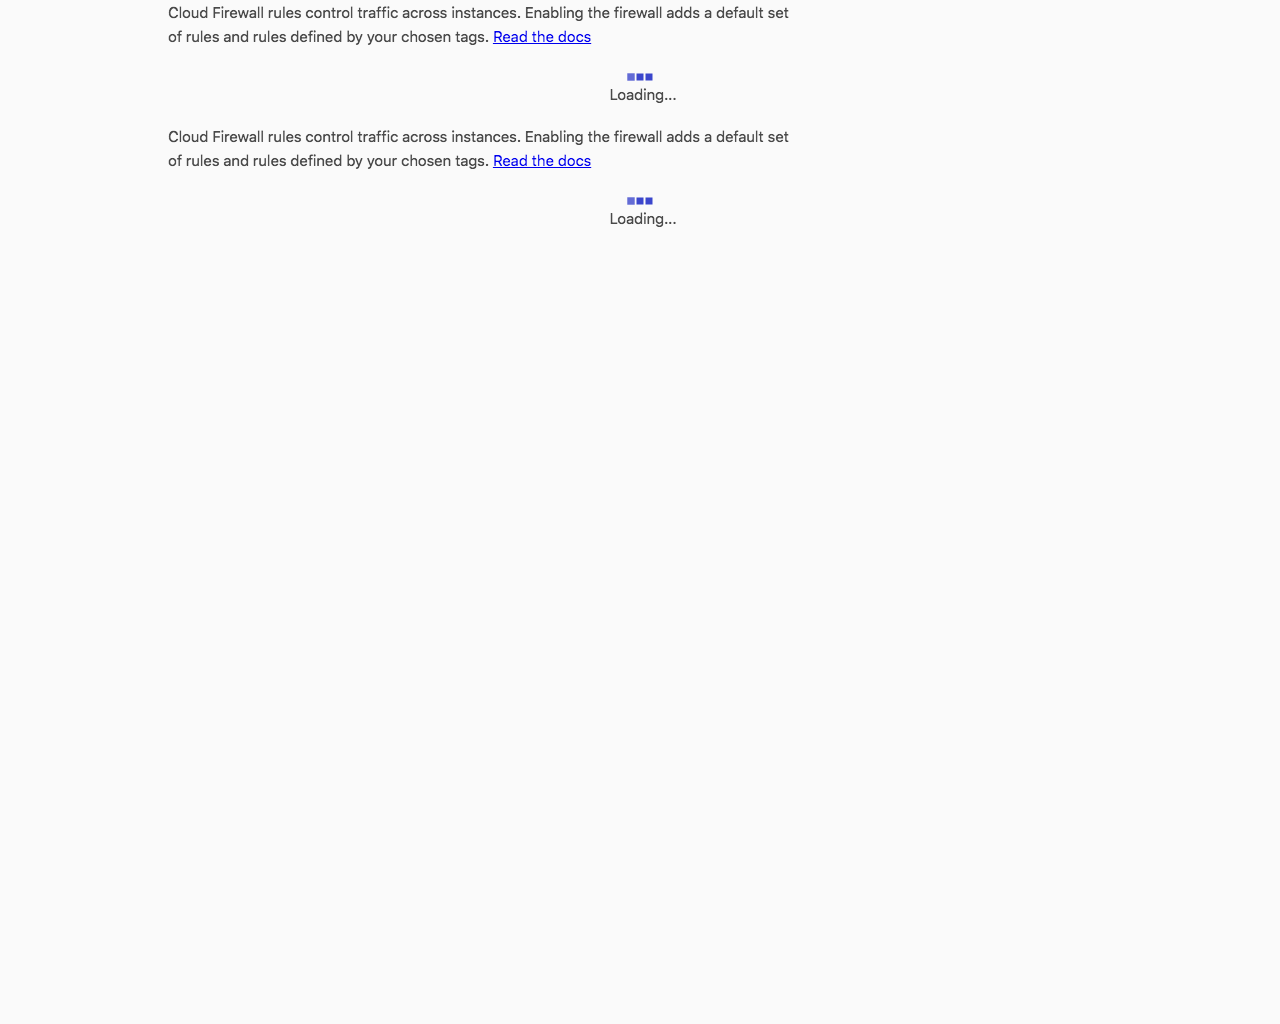 Cloud Firewall rules control traffic across instances. Enabling the firewall adds a default set
of rules and rules defined by your chosen tags. Read the docs
Loading...
Cloud Firewall rules control traffic across instances. Enabling the firewall adds a default set
of rules and rules defined by your chosen tags. Read the docs
Loading...